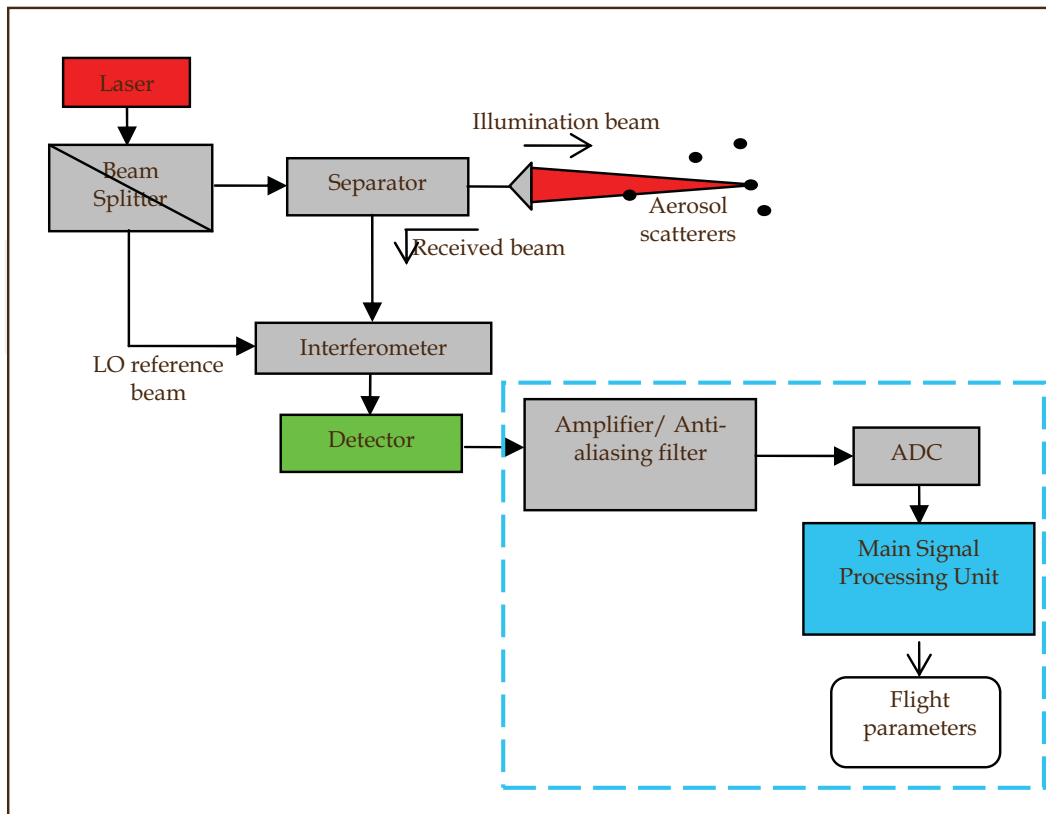 Laser
Illumination beam
Beam
Splitter
Separator
Aerosol
scatterers
Received beam
Interferometer
LO reference
beam
Detector
Amplifier/ Anti-
aliasing filter
ADC
Main Signal
Processing Unit
Flight
parameters